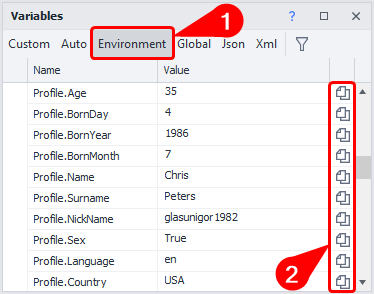 Variables ?
Custom Auto Environment Global Json Xml
1
Name Value
Profile.Age 35
Profile.BornDay 4
Profile.BornYear 1986
Profile.BornMonth 7
Profile.Name Chris
Profile.Surname Peters
Profile.NickName glasunigor1982
Profile.Sex True
Profile.Language en
2
Profile.Country USA